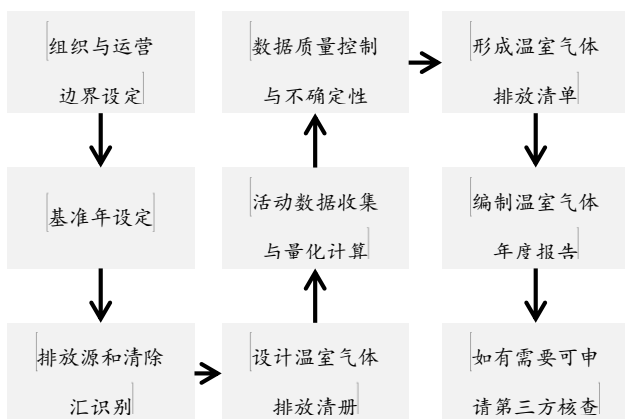 组织与运营
边界设定
基准年设定
排放源和清除
汇识别
设计温室气体
排放清册
活动数据收集
与量化计算
数据质量控制
与不确定性
形成温室气体
排放清单
编制温室气体
年度报告
如有需要可申
请第三方核查